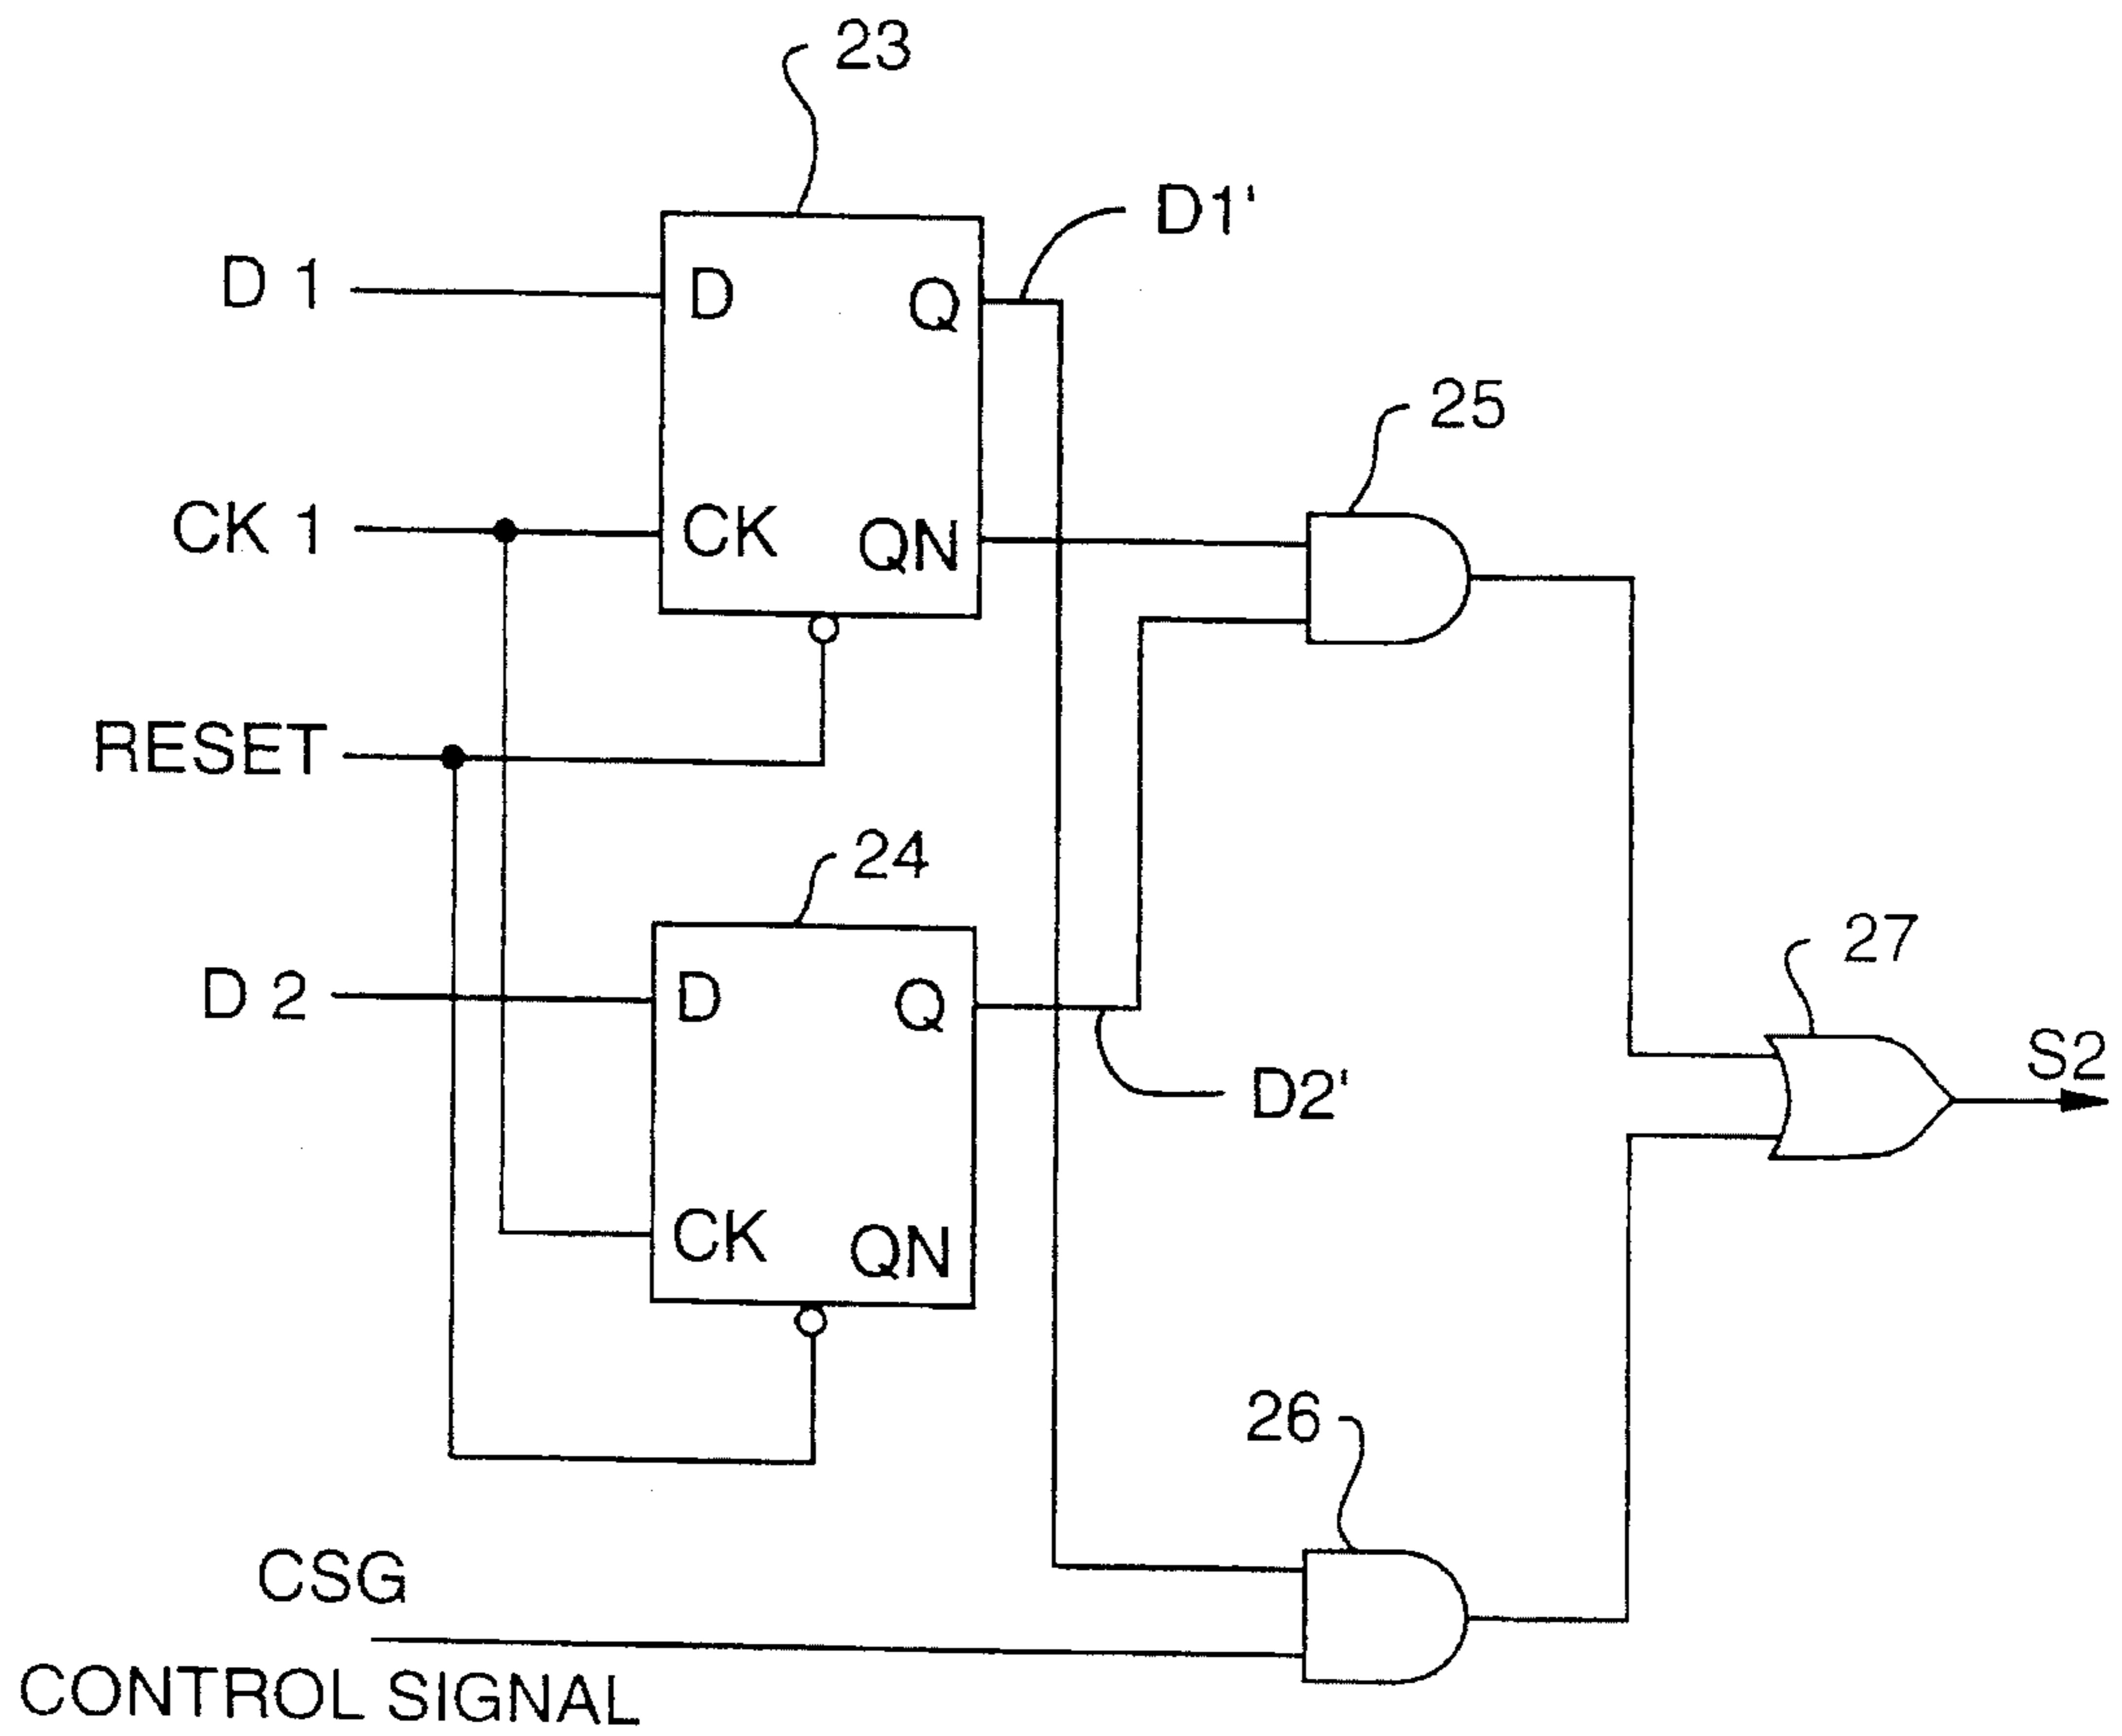 23
D1'
D 1
D
Q
25
CK 1
CK
QN
RESET
24
27
D 2
D
Q
S2
D2'
CK
QN
26
CSG
CONTROL SIGNAL